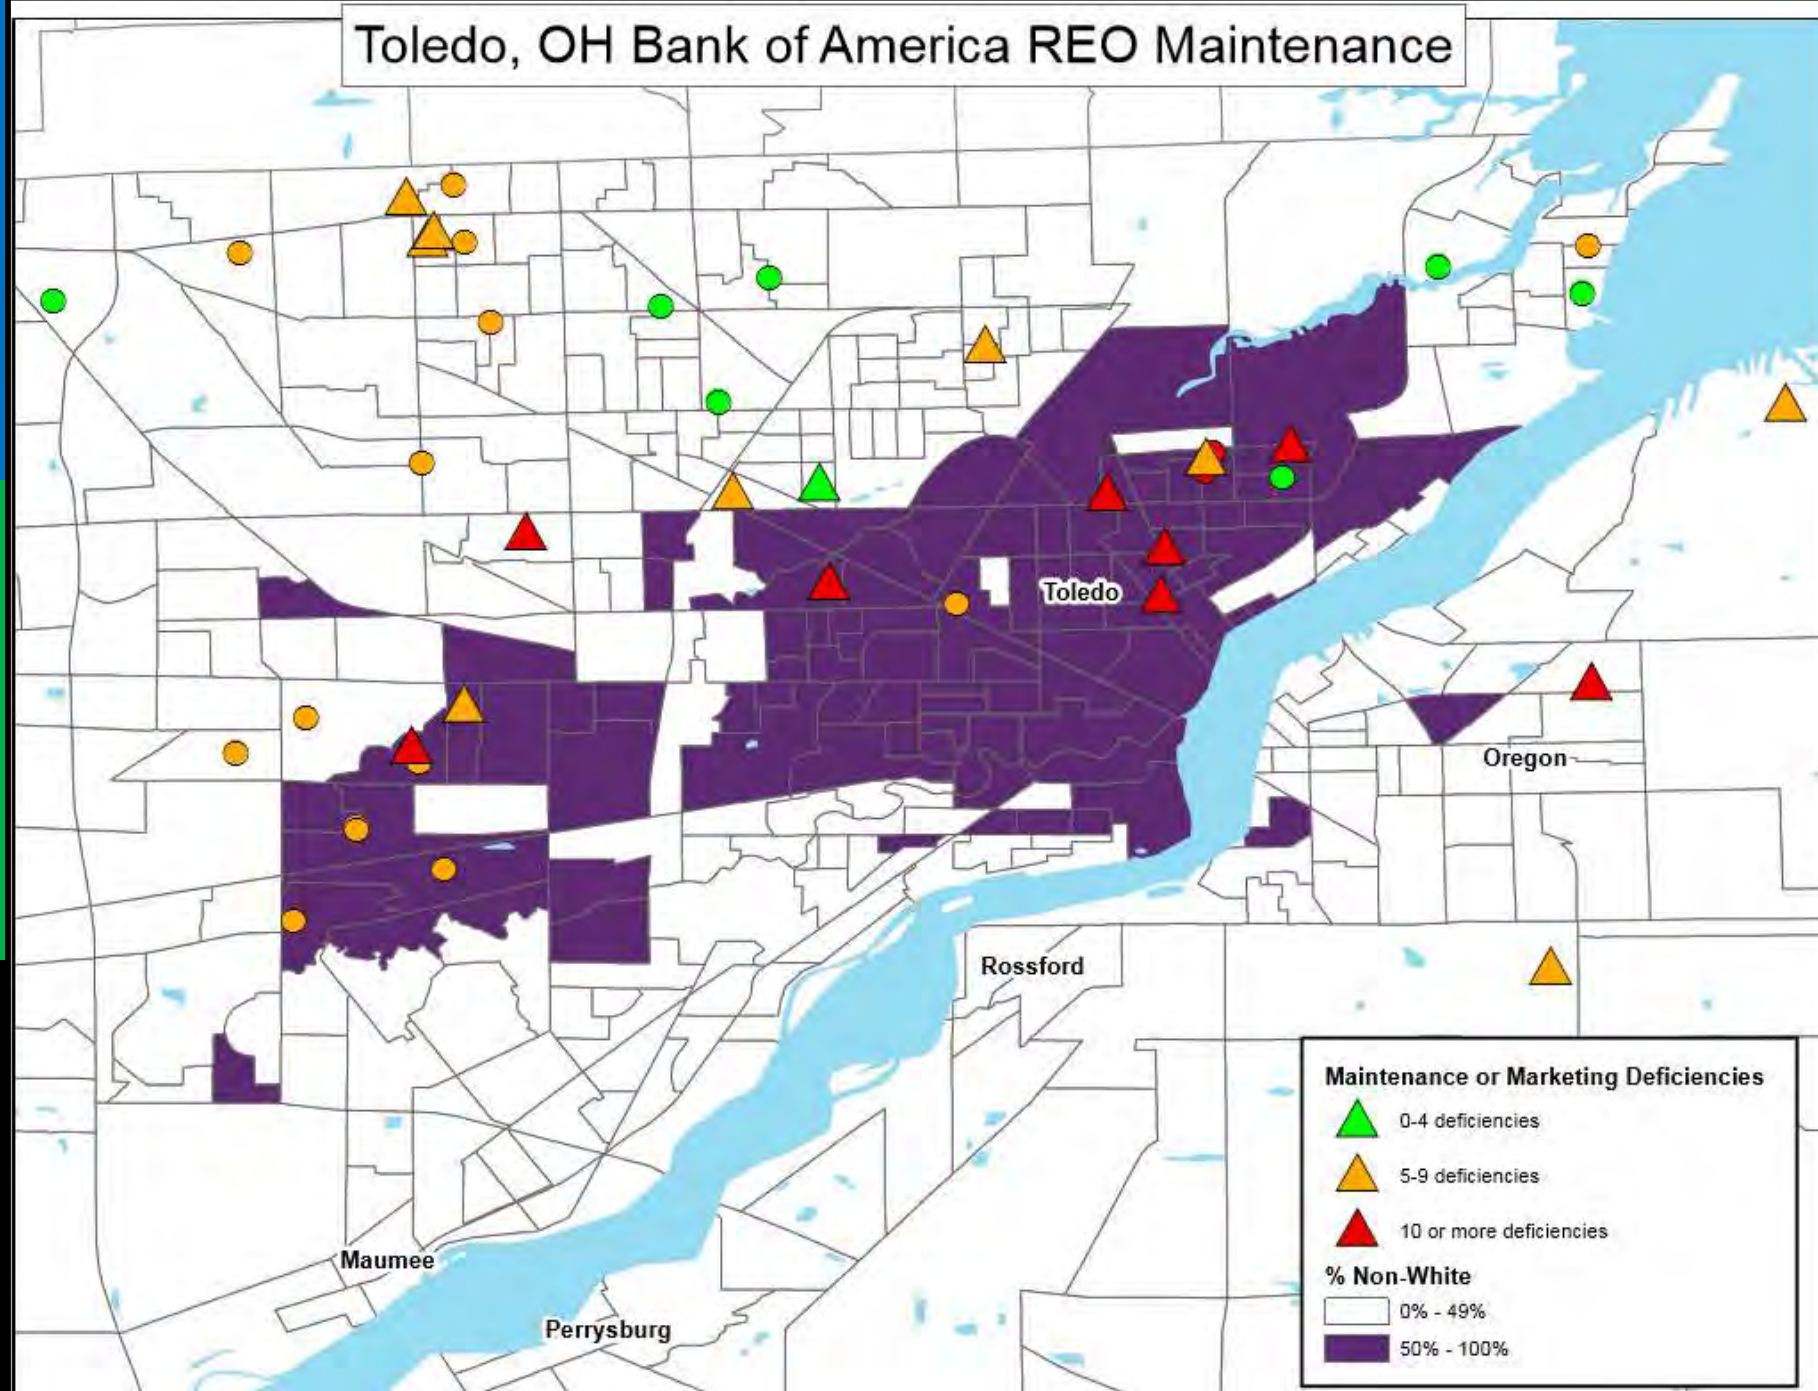 Toledo, OH Bank of America REO Maintenance
Toledo
Oregon
Rossford
Maumee
Perrysburg
Maintenance or Marketing Deficiencies
0-4 deficiencies
5-9 deficiencies
10 or more deficiencies
% Non-White
0% - 49%
50% - 100%